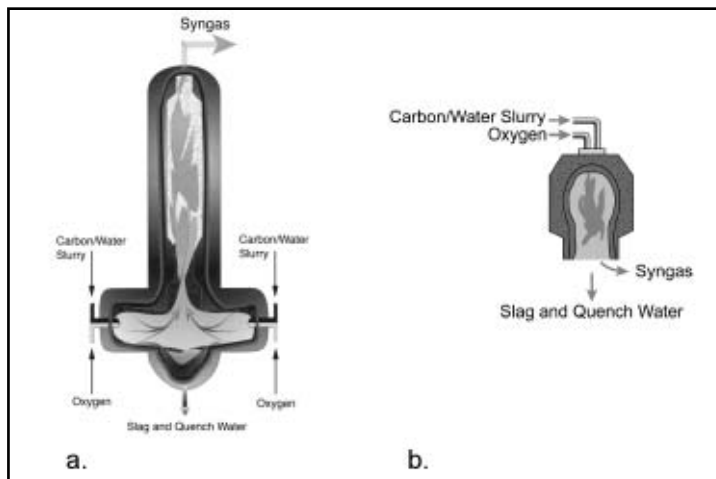 Syngas
Carbon/Water
Slurry
Carbon/Water
Slurry
Oxygen
Oxygen
Slag and Quench Water
a.
Carbon/Water Slurry
Oxygen
Syngas
Slag and Quench Water
b.